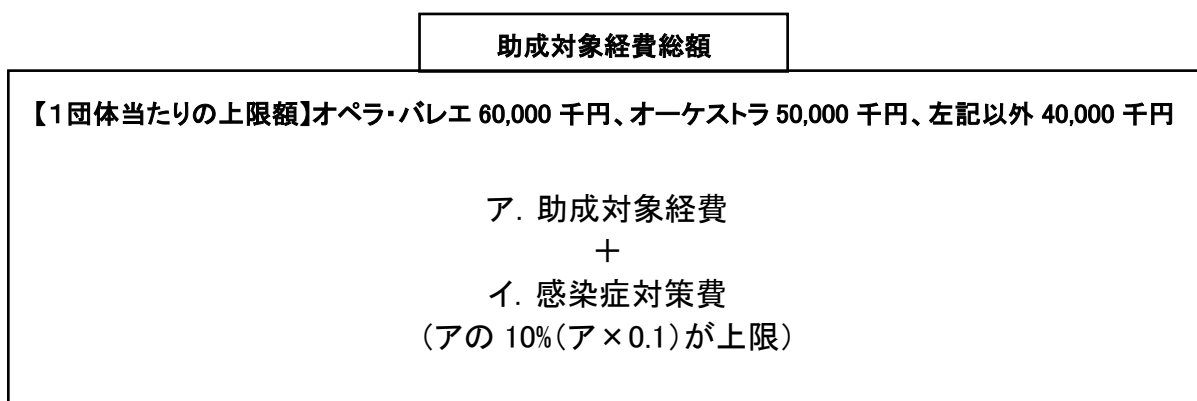 助成対象経費総額
【1団体当たりの上限額】オペラ・バレエ 60,000 千円、オーケストラ 50,000 千円、左記以外 40,000 千円
ア. 助成対象経費
＋
イ. 感染症対策費
(アの 10%(ア×0.1)が上限)